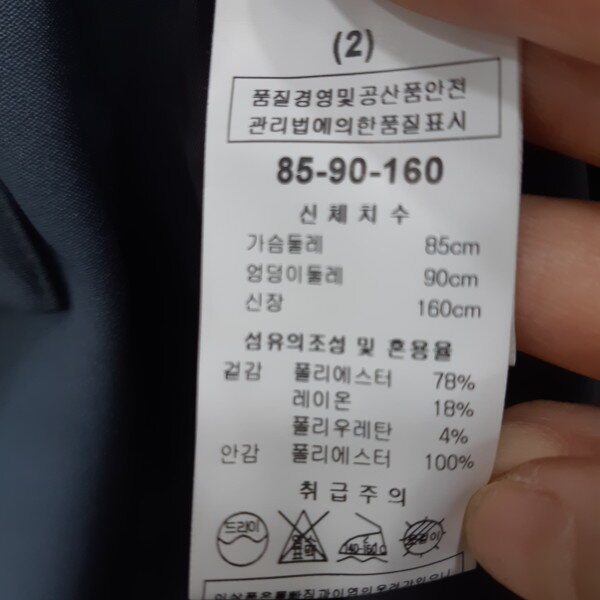 (2)
품질경영및공산품안전
관리법에의한품질표시
85-90-160
신체치수
가슴둘레 85cm
엉덩이둘레 90cm
신장 160cm
섬유의조성 및 혼용율
겉감 폴리에스터 78%
레이온 18%
폴리우레탄 4%
안감 폴리에스터 100%
취급주의
드라이